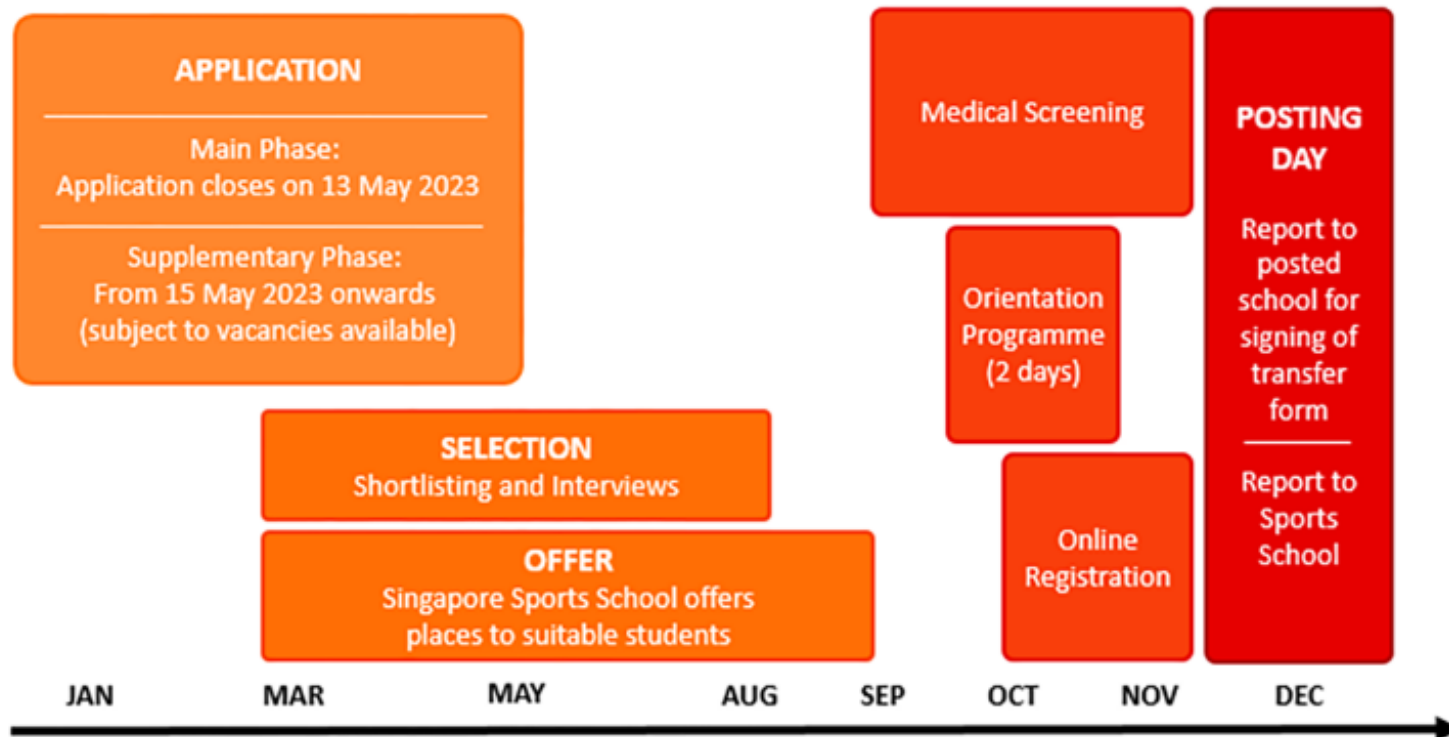 APPLICATION
Main Phase:
Application closes on 13 May 2023
Supplementary Phase:
From 15 May 2023 onwards
(subject to vacancies available)
SELECTION
Shortlisting and Interviews
OFFER
Singapore Sports School offers
places to suitable students
Medical Screening
Orientation
Programme
(2 days)
Online
Registration
POSTING
DAY
Report to
posted
school for
signing of
transfer
form
Report to
Sports
School
JAN MAR MAY AUG SEP OCT NOV DEC